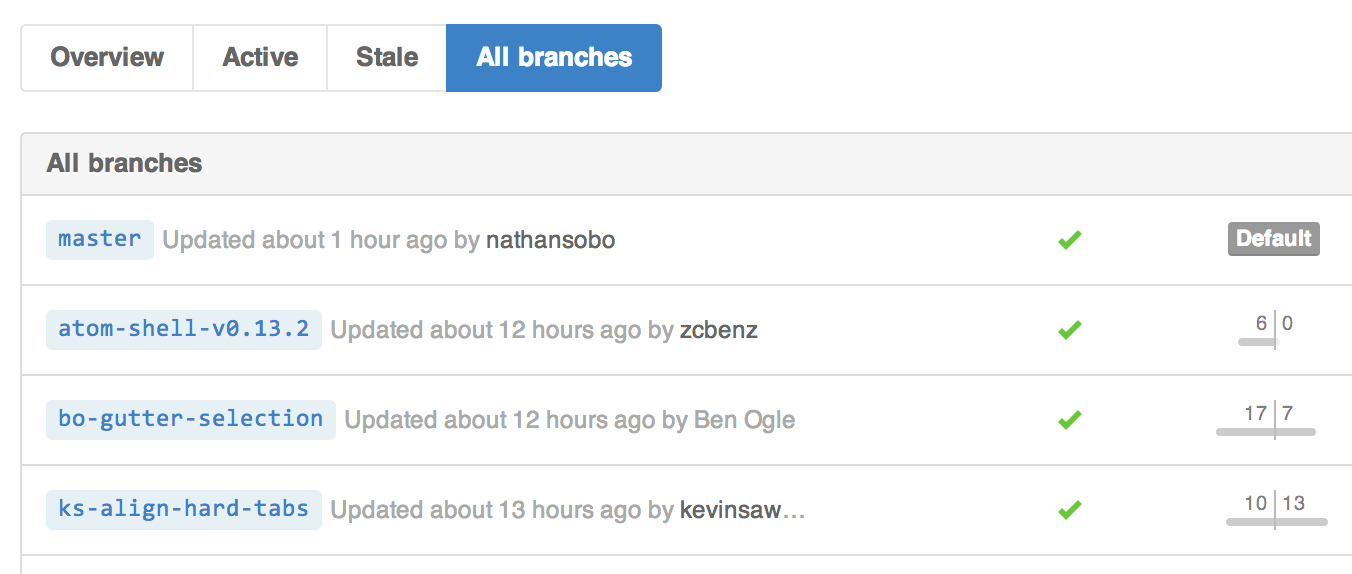 Overview Active Stale All branches
All branches
master Updated about 1 hour ago by nathansobo Default
atom-shell-v0.13.2 Updated about 12 hours ago by zcbenz 6 0
bo-gutter-selection Updated about 12 hours ago by Ben Ogle 17 7
ks-align-hard-tabs Updated about 13 hours ago by kevinsaw… 10 13